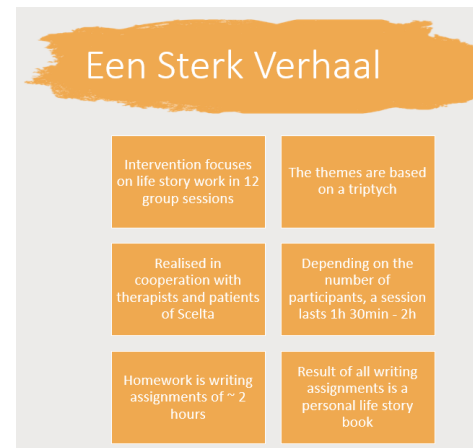 Een Sterk Verhaal
Intervention focuses
on life story work in 12
group sessions
The themes are based
on a triptych
Realised in
cooperation with
therapists and patients
of Scelta
Depending on the
number of
participants, a session
lasts 1h 30min - 2h
Homework is writing
assignments of ~ 2
hours
Result of all writing
assignments is a
personal life story
book